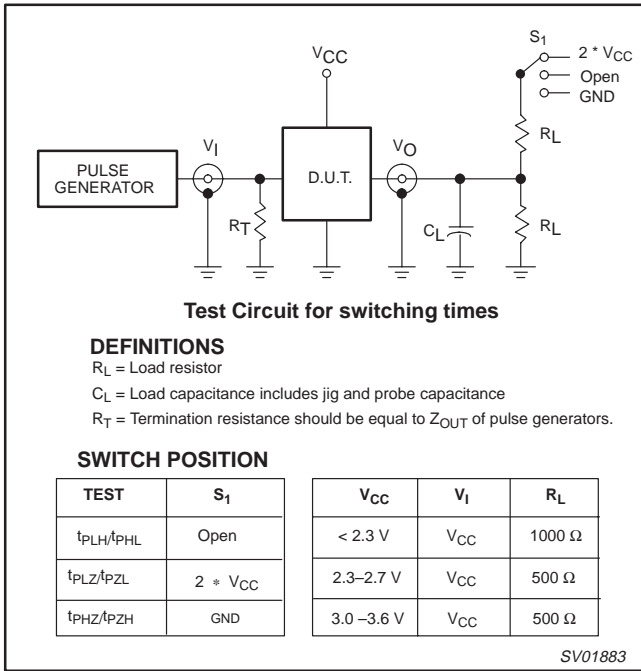 S1
2 * VCC
Open
GND
VCC
RL
VI
VO
PULSE
GENERATOR
D.U.T.
RT
CL
RL
Test Circuit for switching times
DEFINITIONS
RL = Load resistor
CL = Load capacitance includes jig and probe capacitance
RT = Termination resistance should be equal to ZOUT of pulse generators.
SWITCH POSITION
TEST S1
tPLH/tPHL Open
tPLZ/tPZL 2 * VCC
tPHZ/tPZH GND
VCC VI RL
< 2.3 V VCC 1000 Ω
2.3–2.7 V VCC 500 Ω
3.0 –3.6 V VCC 500 Ω
SV01883